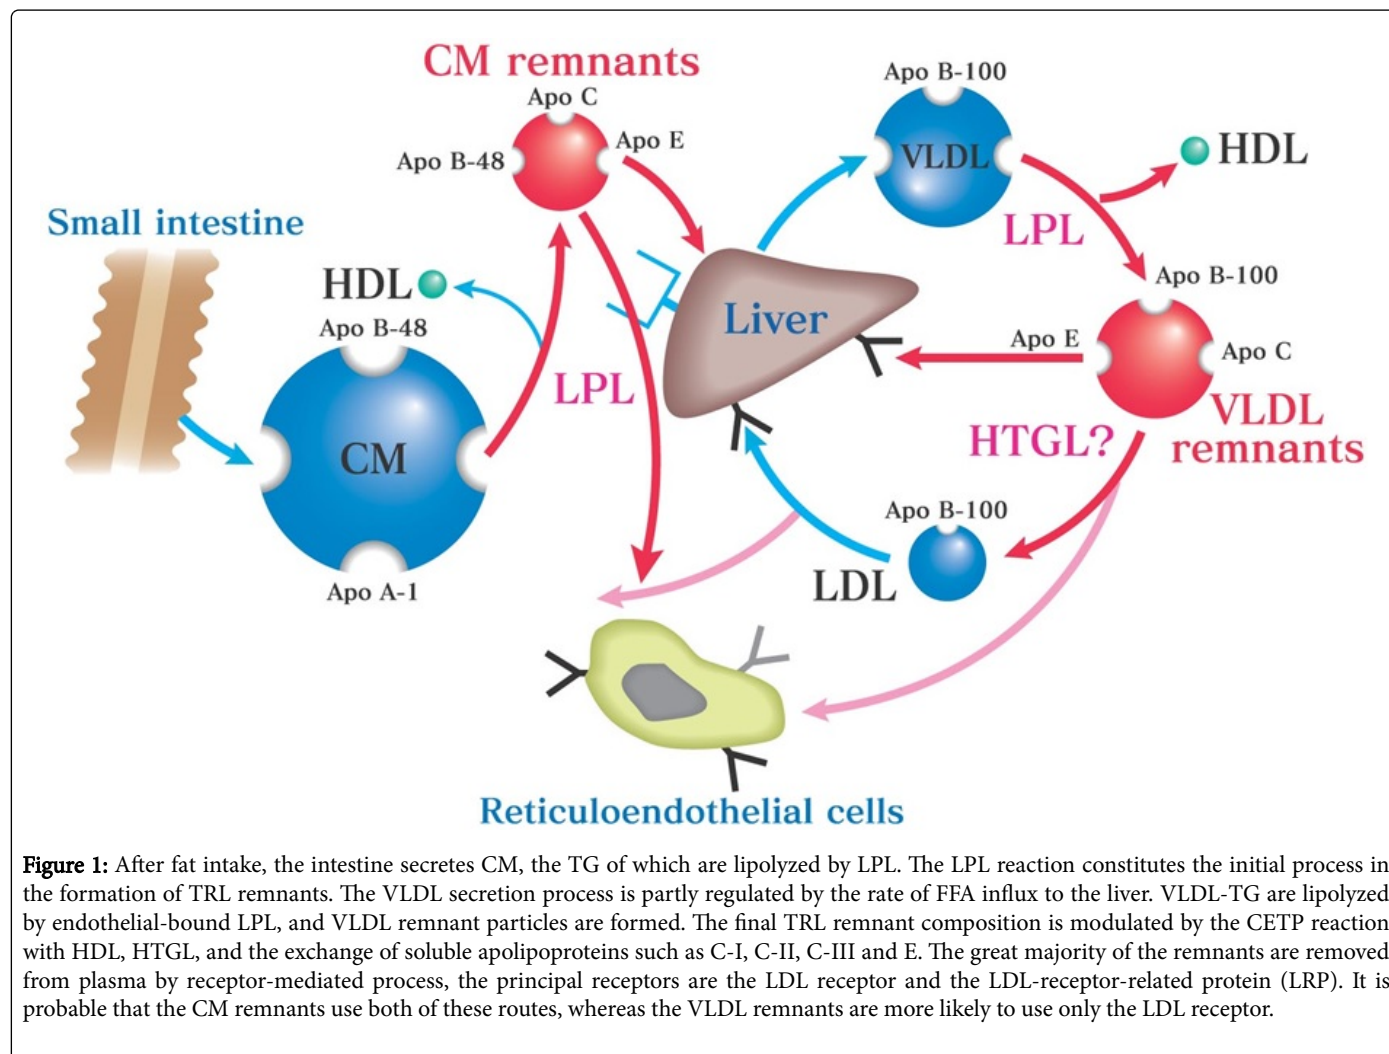 CM remnants
Apo C
Apo B-48
Apo E
Small intestine
HDL
Apo B-48
CM
Apo A-1
LPL
Liver
Apo B-100
VLDL
HDL
LPL
Apo B-100
Apo E
Apo C
VLDL
remnants
HTGL?
Apo B-100
LDL
Reticuloendothelial cells
Figure 1: After fat intake, the intestine secretes CM, the TG of which are lipolyzed by LPL. The LPL reaction constitutes the initial process in
the formation of TRL remnants. The VLDL secretion process is partly regulated by the rate of FFA influx to the liver. VLDL-TG are lipolyzed
by endothelial-bound LPL, and VLDL remnant particles are formed. The final TRL remnant composition is modulated by the CETP reaction
with HDL, HTGL, and the exchange of soluble apolipoproteins such as C-I, C-II, C-III and E. The great majority of the remnants are removed
from plasma by receptor-mediated process, the principal receptors are the LDL receptor and the LDL-receptor-related protein (LRP). It is
probable that the CM remnants use both of these routes, whereas the VLDL remnants are more likely to use only the LDL receptor.